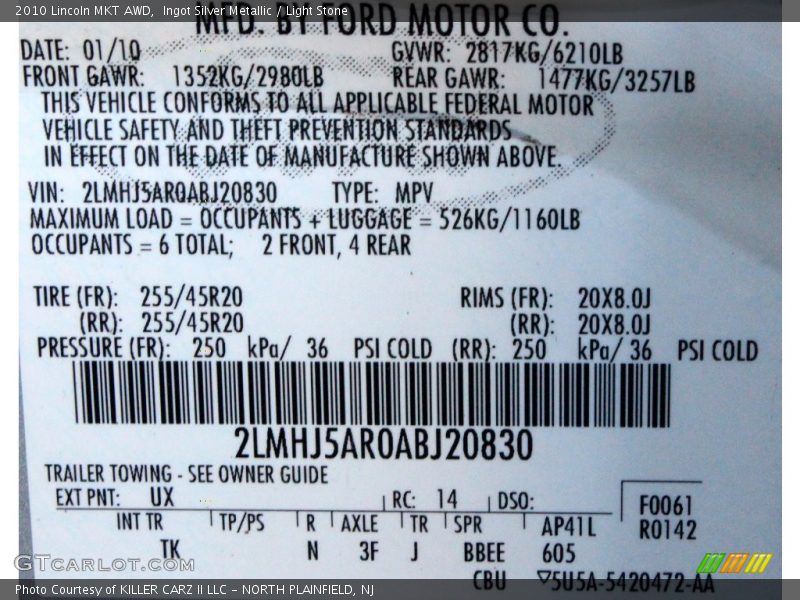 2010 Lincoln MKT AWD,  Ingot Silver Metallic / Light Stone
MFD. BY FORD MOTOR CO.
DATE: 01/10 GVWR: 2817KG/6210LB
FRONT GAWR: 1352KG/2980LB REAR GAWR: 1477KG/3257LB
THIS VEHICLE CONFORMS TO ALL APPLICABLE FEDERAL MOTOR
VEHICLE SAFETY AND THEFT PREVENTION STANDARDS
IN EFFECT ON THE DATE OF MANUFACTURE SHOWN ABOVE.
VIN: 2LMHJ5AR0ABJ20830 TYPE: MPV
MAXIMUM LOAD = OCCUPANTS + LUGGAGE = 526KG/1160LB
OCCUPANTS = 6 TOTAL; 2 FRONT, 4 REAR
TIRE (FR): 255/45R20 RIMS (FR): 20X8.0J
(RR): 255/45R20 (RR): 20X8.0J
PRESSURE (FR): 250 kPa/ 36 PSI COLD (RR): 250 kPa/ 36 PSI COLD
2LMHJ5AR0ABJ20830
TRAILER TOWING - SEE OWNER GUIDE
EXT PNT: UX RC: 14 DSO: F0061
INT TR TP/PS R AXLE TR SPR AP41L R0142
TK N 3F J BBEE 605
CBU ▽5U5A-5420472-AA
GTCARLOT.COM
Photo Courtesy of KILLER CARZ II LLC – NORTH PLAINFIELD, NJ